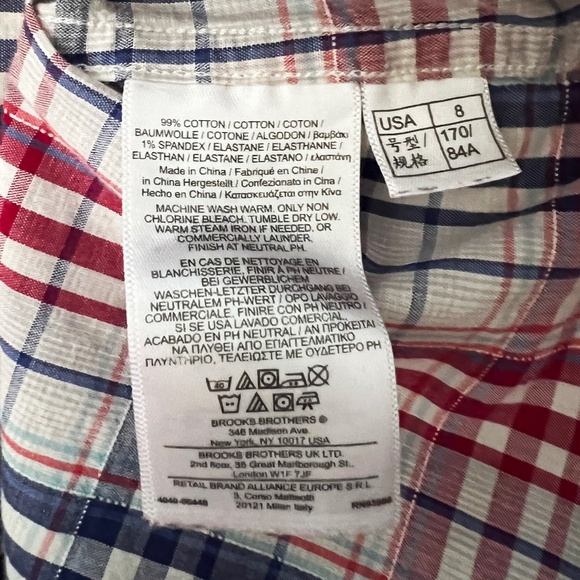 99% COTTON / COTTON / COTON /
BAUMWOLLE / COTONE / ALGODON / βαμβάκι
1% SPANDEX / ELASTANE / ELASTHANNE /
ELASTHAN / ELASTANE / ELASTANO / ελαστάνη
Made in China / Fabriqué en Chine /
in China Hergestellt / Confezionato in Cina /
Hecho en China / Κατασκευάζεται στην Κίνα
MACHINE WASH WARM. ONLY NON
CHLORINE BLEACH. TUMBLE DRY LOW.
WARM STEAM IRON IF NEEDED, OR
COMMERCIALLY LAUNDER,
FINISH AT NEUTRAL PH.
EN CAS DE NETTOYAGE EN
BLANCHISSERIE, FINIR À PH NEUTRE /
BEI GEWERBLICHEM
WASCHEN-LETZTER DURCHGANG BEI
NEUTRALEM PH-WERT / OPO LAVAGGIO
COMMERCIALE, FINIRE CON PH NEUTRO /
SI SE USA LAVADO COMERCIAL,
ACABADO EN PH NEUTRAL / AN ΠΡΟΚΕΙΤΑΙ
ΝΑ ΠΛΥΘΕΙ ΑΠΟ ΕΠΑΓΓΕΛΜΑΤΙΚΟ
ΠΛΥΝΤΗΡΙΟ, ΤΕΛΕΙΩΣΤΕ ΜΕ ΟΥΔΕΤΕΡΟ PH
40
BROOKS BROTHERS ®
346 Madison Ave.
New York, NY 10017 USA
BROOKS BROTHERS UK LTD.
2nd floor, 35 Great Marlborough St.,
London W1F 7JF
RETAIL BRAND ALLIANCE EUROPE S.R.L
3, Corso Matteotti
20121 Milan Italy
USA 8
号型/ 170/
规格 84A